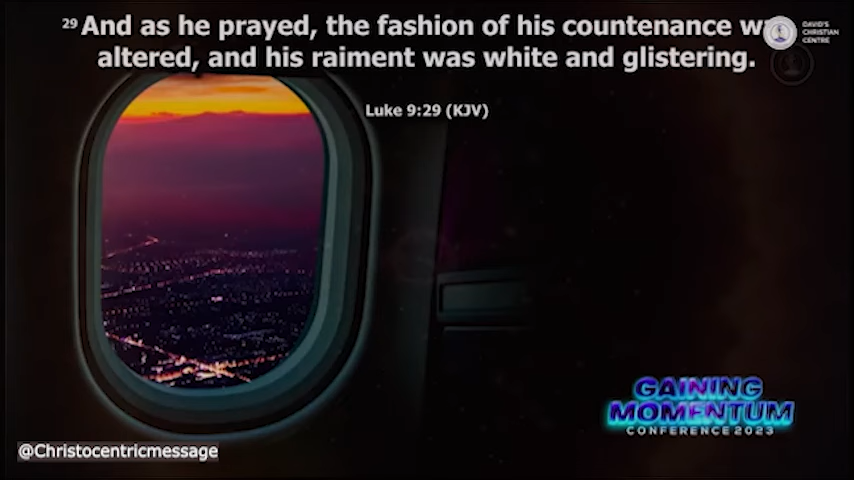 29 And as he prayed, the fashion of his countenance
altered, and his raiment was white and glistering.
Luke 9:29 (KJV)
DAVID'S
CHRISTIAN
CENTRE
GAINING
MOMENTUM
CONFERENCE 2023
@Christocentricmessage